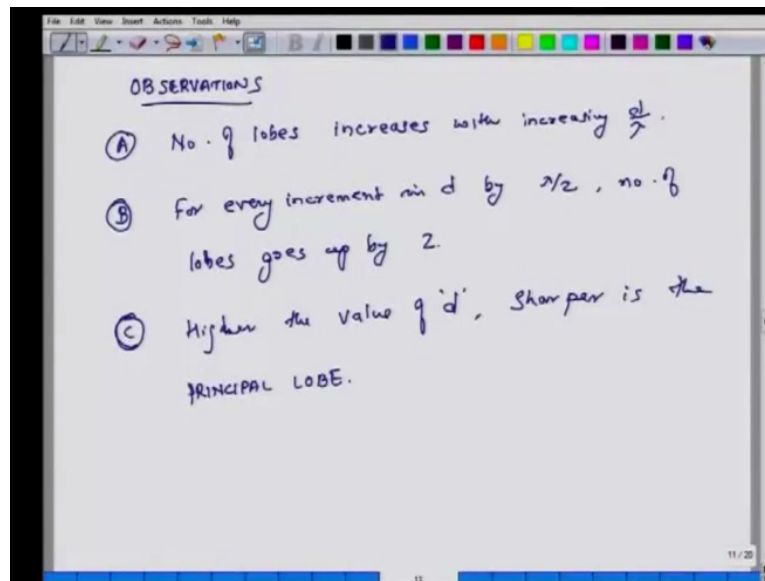 File Edit View Insert Actions Tools Help
OBSERVATIONS
(A) No. of lobes increases with increasing d/λ.
(B) For every increment in d by λ/2, no. of
lobes goes up by 2.
(C) Higher the value of 'd', sharper is the
PRINCIPAL LOBE.
11 / 20